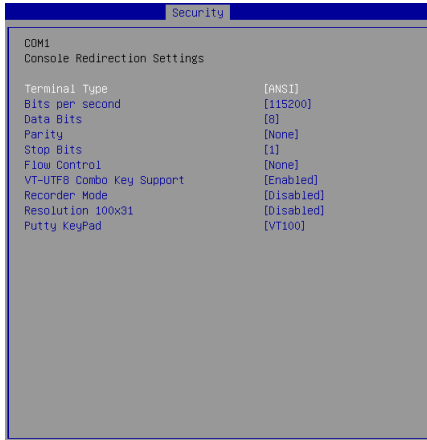 Security
COM1
Console Redirection Settings
Terminal Type [ANSI]
Bits per second [115200]
Data Bits [8]
Parity [None]
Stop Bits [1]
Flow Control [None]
VT-UTF8 Combo Key Support [Enabled]
Recorder Mode [Disabled]
Resolution 100x31 [Disabled]
Putty KeyPad [VT100]